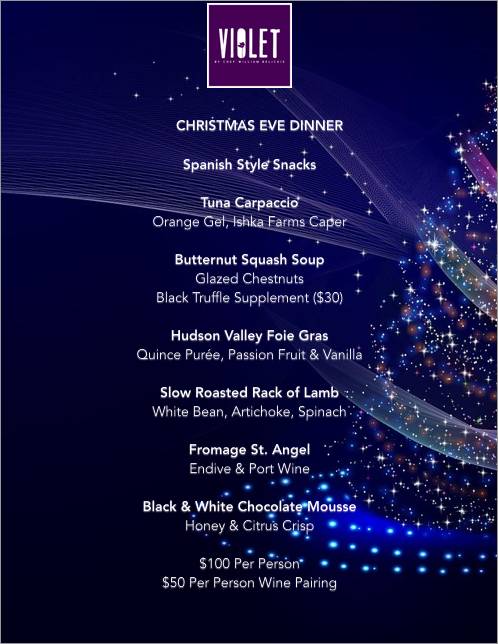 VIOLET
BY CHEF WILLIAM BELICKIS
CHRISTMAS EVE DINNER
Spanish Style Snacks
Tuna Carpaccio
Orange Gel, Ishka Farms Caper
Butternut Squash Soup
Glazed Chestnuts
Black Truffle Supplement ($30)
Hudson Valley Foie Gras
Quince Purée, Passion Fruit & Vanilla
Slow Roasted Rack of Lamb
White Bean, Artichoke, Spinach
Fromage St. Angel
Endive & Port Wine
Black & White Chocolate Mousse
Honey & Citrus Crisp
$100 Per Person
$50 Per Person Wine Pairing